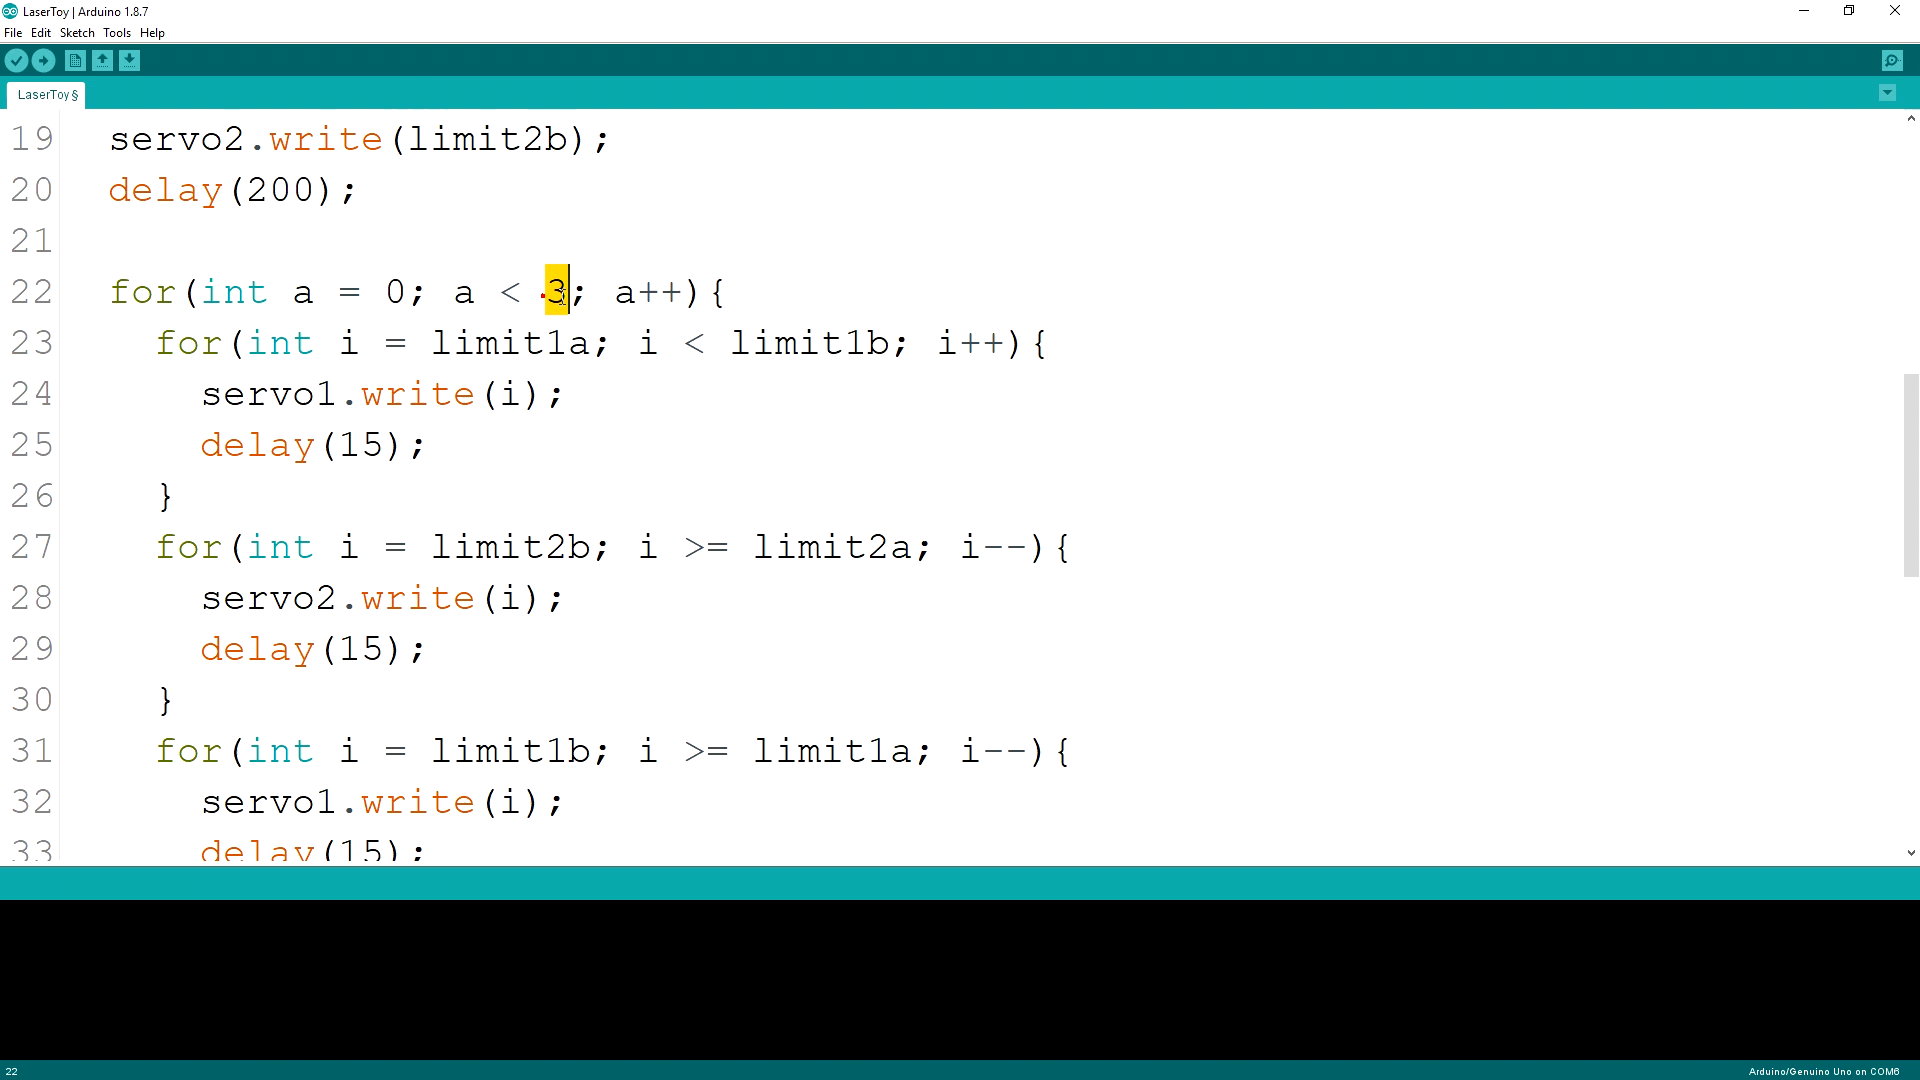 LaserToy | Arduino 1.8.7
File Edit Sketch Tools Help
LaserToy §
19 servo2.write(limit2b);
20 delay(200);
21
22 for(int a = 0; a < 3; a++){
23 for(int i = limit1a; i < limit1b; i++){
24 servo1.write(i);
25 delay(15);
26 }
27 for(int i = limit2b; i >= limit2a; i--){
28 servo2.write(i);
29 delay(15);
30 }
31 for(int i = limit1b; i >= limit1a; i--){
32 servo1.write(i);
33 delay(15);
22 Arduino/Genuino Uno on COM6